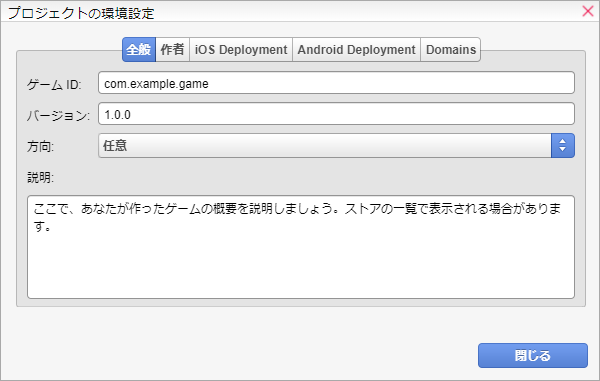 プロジェクトの環境設定
全般 作者 iOS Deployment Android Deployment Domains
ゲーム ID: com.example.game
バージョン: 1.0.0
方向: 任意
説明:
ここで、あなたが作ったゲームの概要を説明しましょう。ストアの一覧で表示される場合がありま
す。
閉じる